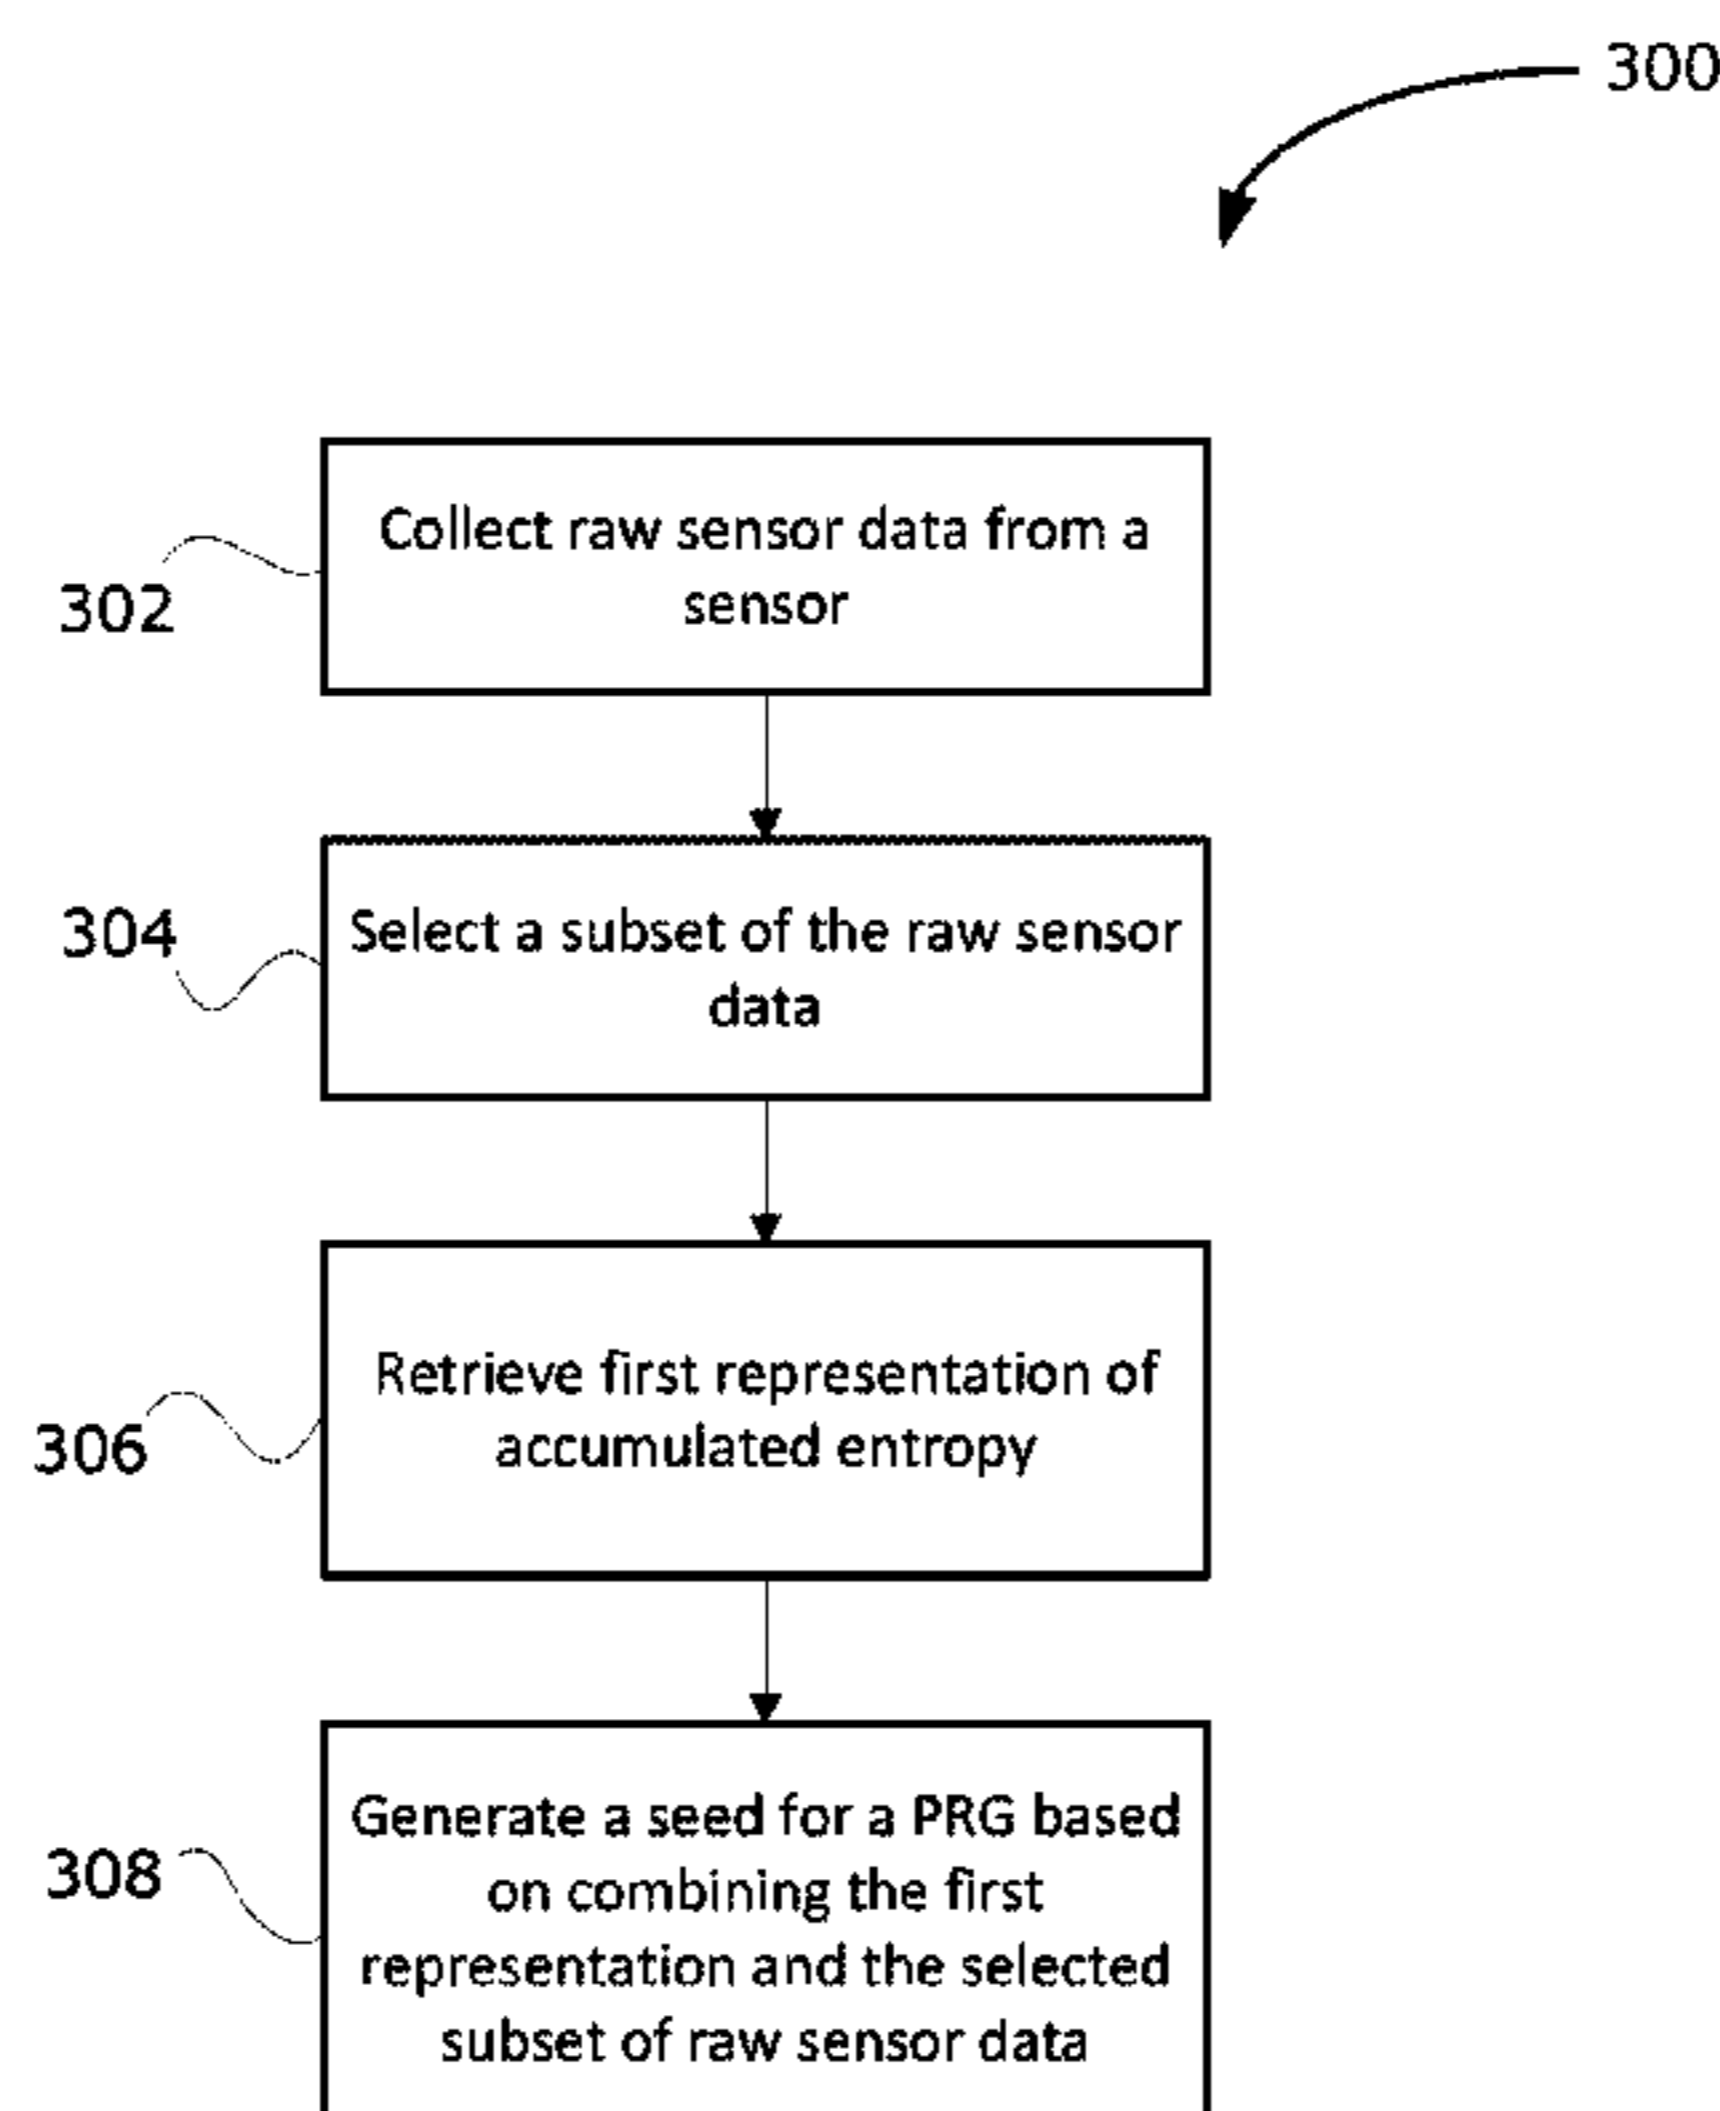 300
Collect raw sensor data from a
sensor
302
304
Select a subset of the raw sensor
data
Retrieve first representation of
accumulated entropy
306
Generate a seed for a PRG based
on combining the first
308
representation and the selected
subset of raw sensor data